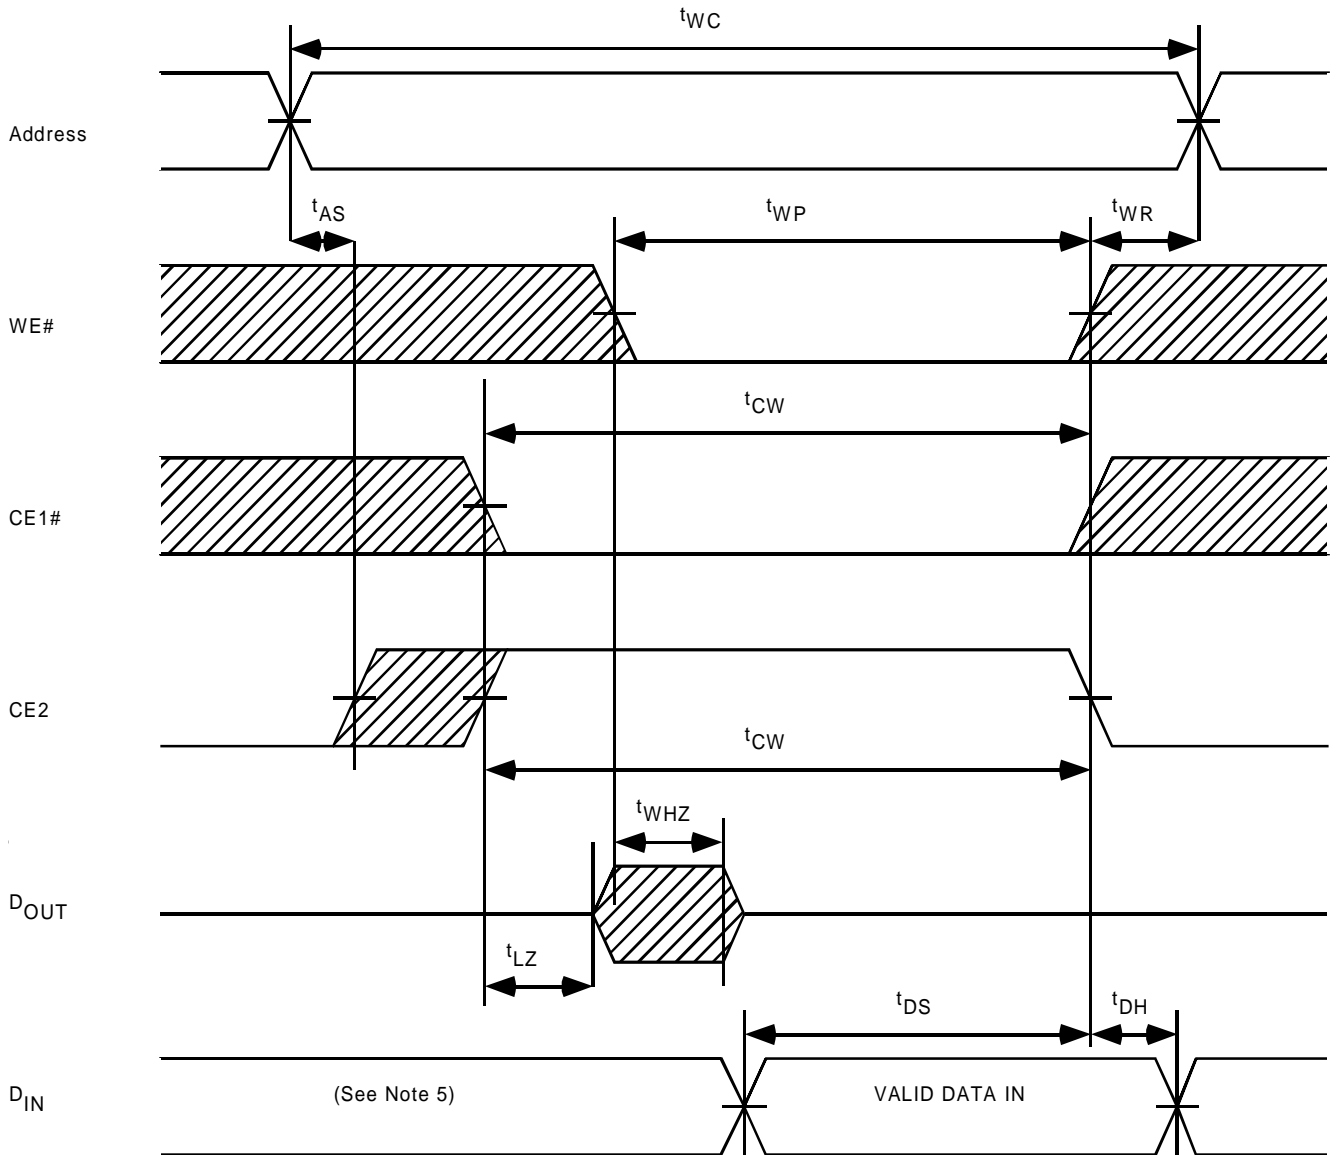 tWC
Address
tAS
tWP
tWR
WE#
tCW
CE1#
CE2
tCW
tWHZ
DOUT
tLZ
tDS
tDH
DIN
(See Note 5)
VALID DATA IN